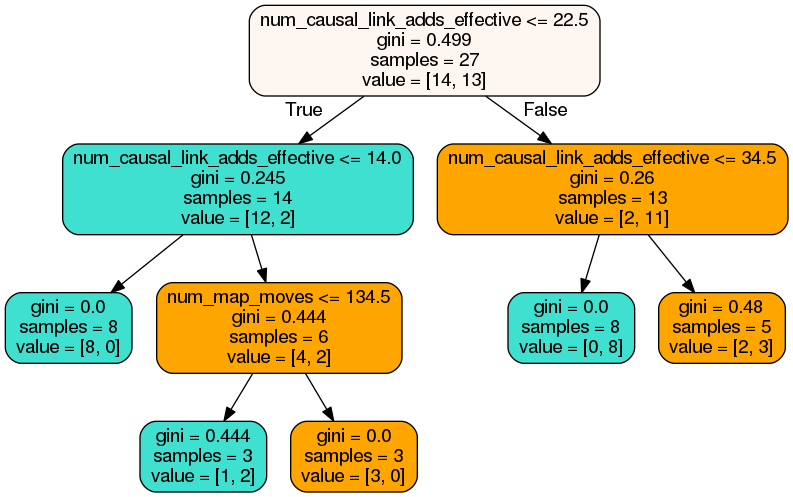 num_causal_link_adds_effective <= 22.5
gini = 0.499
samples = 27
value = [14, 13]
True
False
num_causal_link_adds_effective <= 14.0
gini = 0.245
samples = 14
value = [12, 2]
num_causal_link_adds_effective <= 34.5
gini = 0.26
samples = 13
value = [2, 11]
gini = 0.0
samples = 8
value = [8, 0]
num_map_moves <= 134.5
gini = 0.444
samples = 6
value = [4, 2]
gini = 0.0
samples = 8
value = [0, 8]
gini = 0.48
samples = 5
value = [2, 3]
gini = 0.444
samples = 3
value = [1, 2]
gini = 0.0
samples = 3
value = [3, 0]